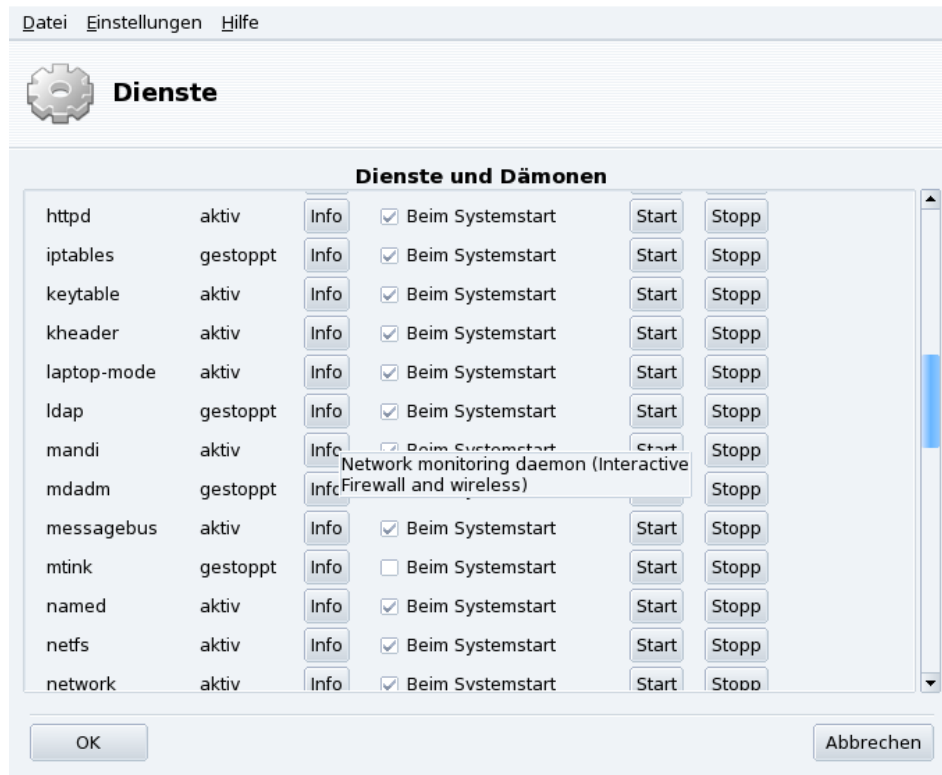 Datei Einstellungen Hilfe
Dienste
Dienste und Dämonen
httpd aktiv Info Beim Systemstart Start Stopp
iptables gestoppt Info Beim Systemstart Start Stopp
keytable aktiv Info Beim Systemstart Start Stopp
kheader aktiv Info Beim Systemstart Start Stopp
laptop-mode aktiv Info Beim Systemstart Start Stopp
ldap gestoppt Info Beim Systemstart Start Stopp
mandi aktiv Info Beim Systemstart Start Stopp
Network monitoring daemon (Interactive
Firewall and wireless)
mdadm gestoppt Info Stopp
messagebus aktiv Info Beim Systemstart Start Stopp
mtink gestoppt Info Beim Systemstart Start Stopp
named aktiv Info Beim Systemstart Start Stopp
netfs aktiv Info Beim Systemstart Start Stopp
network aktiv Info Beim Systemstart Start Stopp
OK Abbrechen